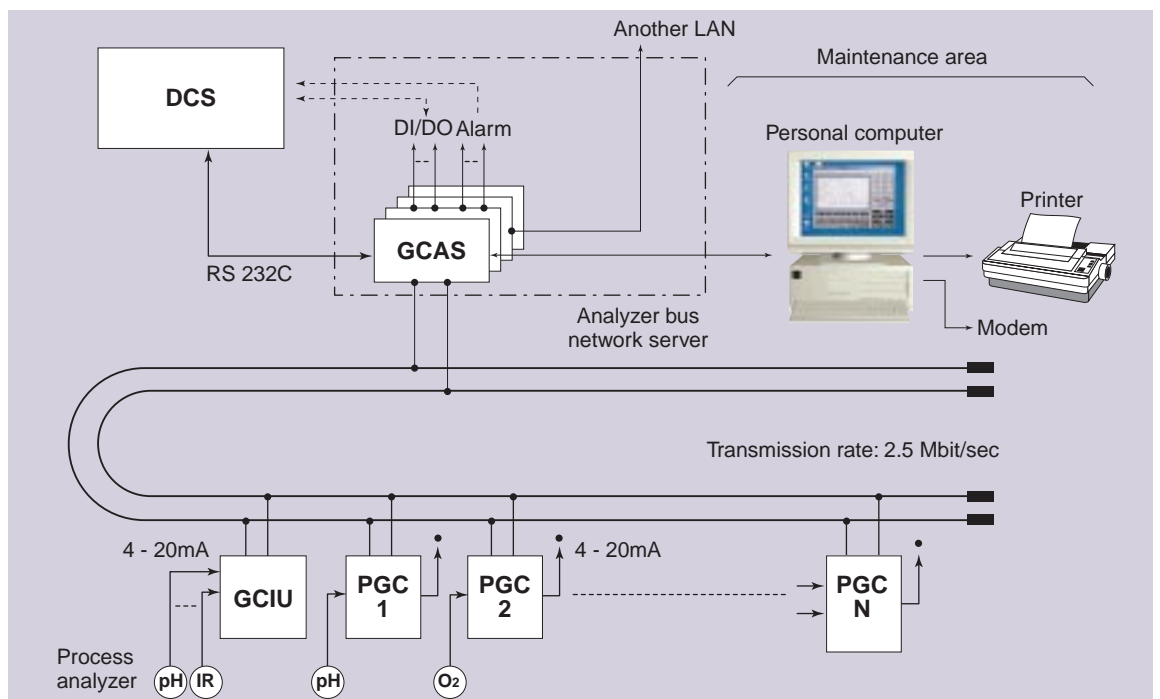 Another LAN
Maintenance area
DCS
DI/DO Alarm
Personal computer
Printer
GCAS
RS 232C
Analyzer bus
network server
Modem
Transmission rate: 2.5 Mbit/sec
4 - 20mA
4 - 20mA
GCIU
PGC
1
PGC
2
PGC
N
Process
analyzer
pH
IR
pH
O2